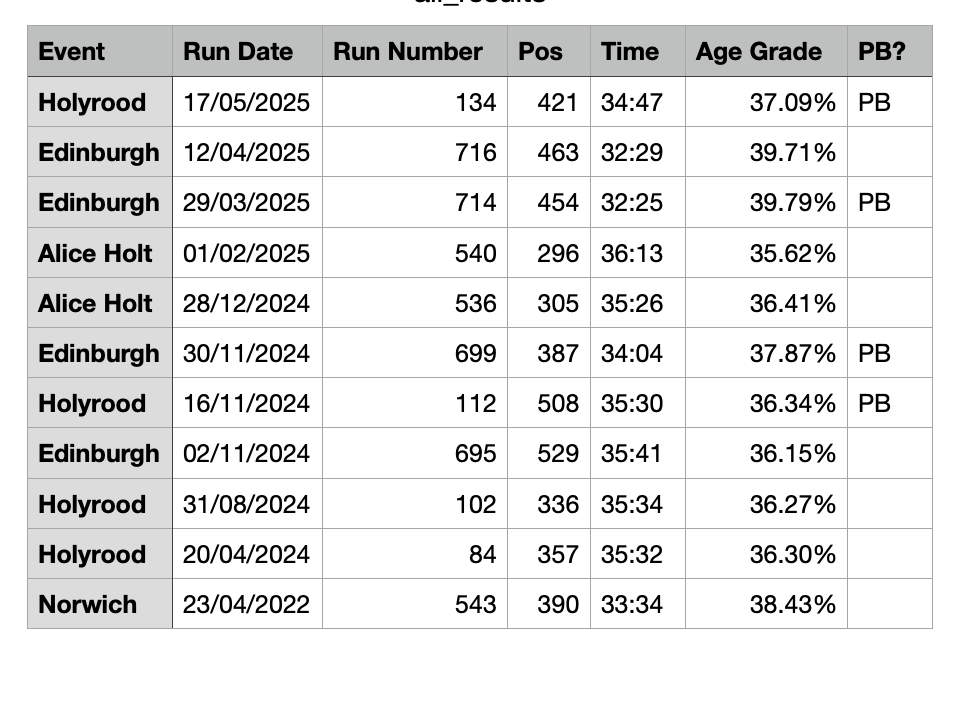 all_results
Event Run Date Run Number Pos Time Age Grade PB?
Holyrood 17/05/2025 134 421 34:47 37.09% PB
Edinburgh 12/04/2025 716 463 32:29 39.71%
Edinburgh 29/03/2025 714 454 32:25 39.79% PB
Alice Holt 01/02/2025 540 296 36:13 35.62%
Alice Holt 28/12/2024 536 305 35:26 36.41%
Edinburgh 30/11/2024 699 387 34:04 37.87% PB
Holyrood 16/11/2024 112 508 35:30 36.34% PB
Edinburgh 02/11/2024 695 529 35:41 36.15%
Holyrood 31/08/2024 102 336 35:34 36.27%
Holyrood 20/04/2024 84 357 35:32 36.30%
Norwich 23/04/2022 543 390 33:34 38.43%